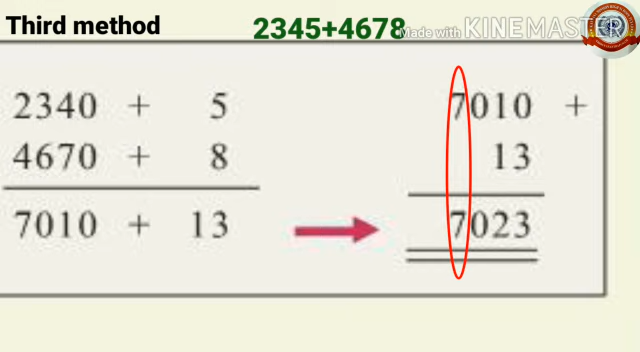 Third method
2345+4678
Made with KINEMASTER
2340 + 5
4670 + 8
7010 + 13
7010 +
13
7023